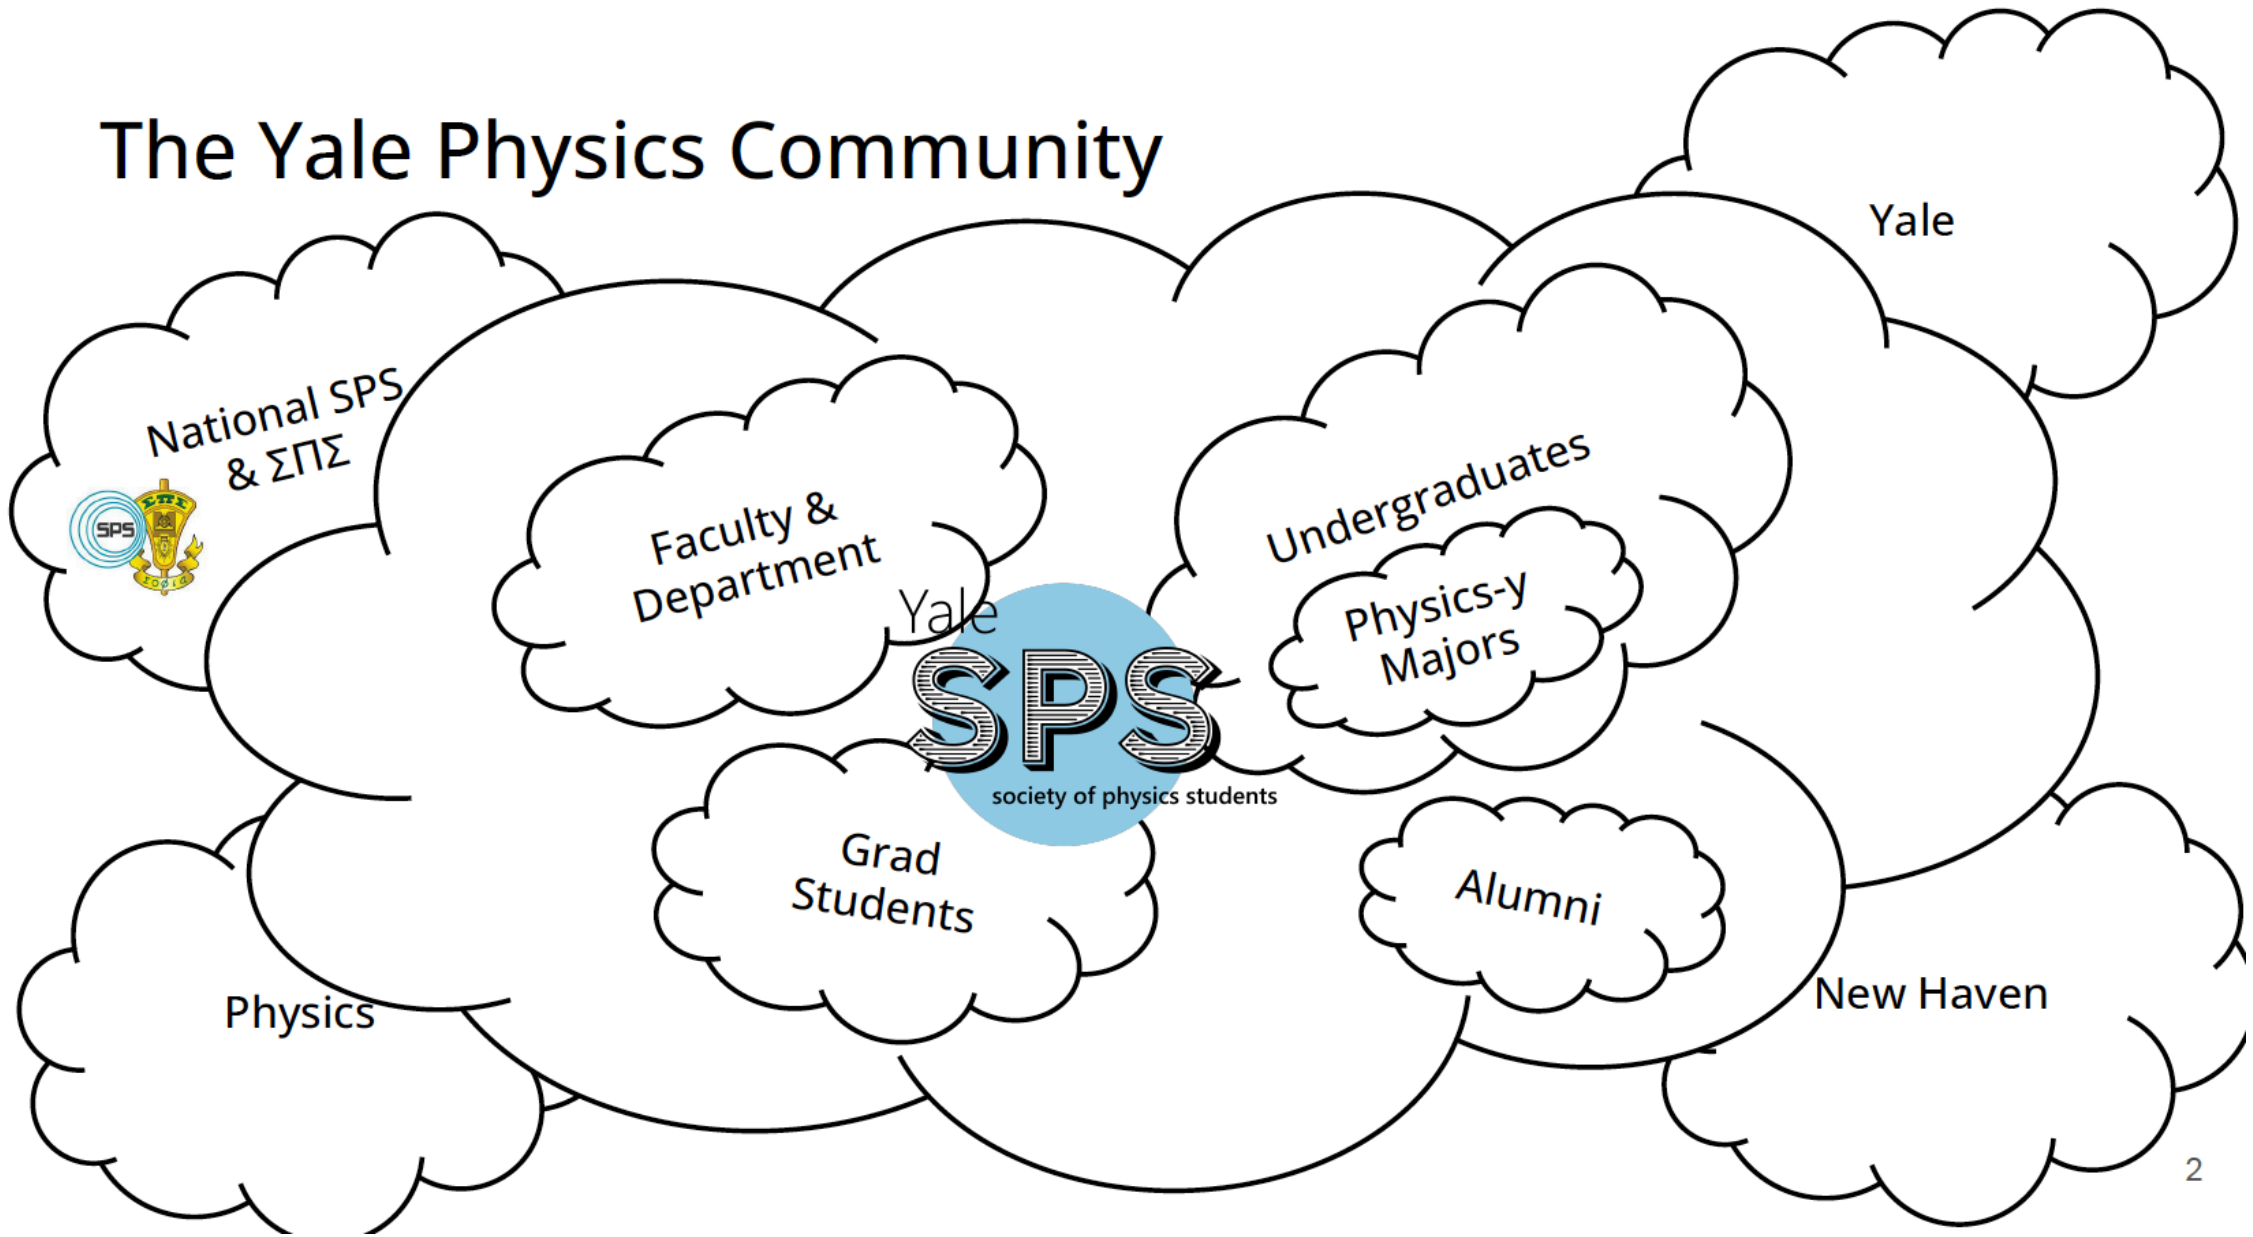 The Yale Physics Community
Yale
National SPS
& ΣΠΣ
SPS
ΣΠΣ
Faculty &
Department
Undergraduates
Physics-y
Majors
Yale
SPS
society of physics students
Grad
Students
Alumni
Physics
New Haven
2